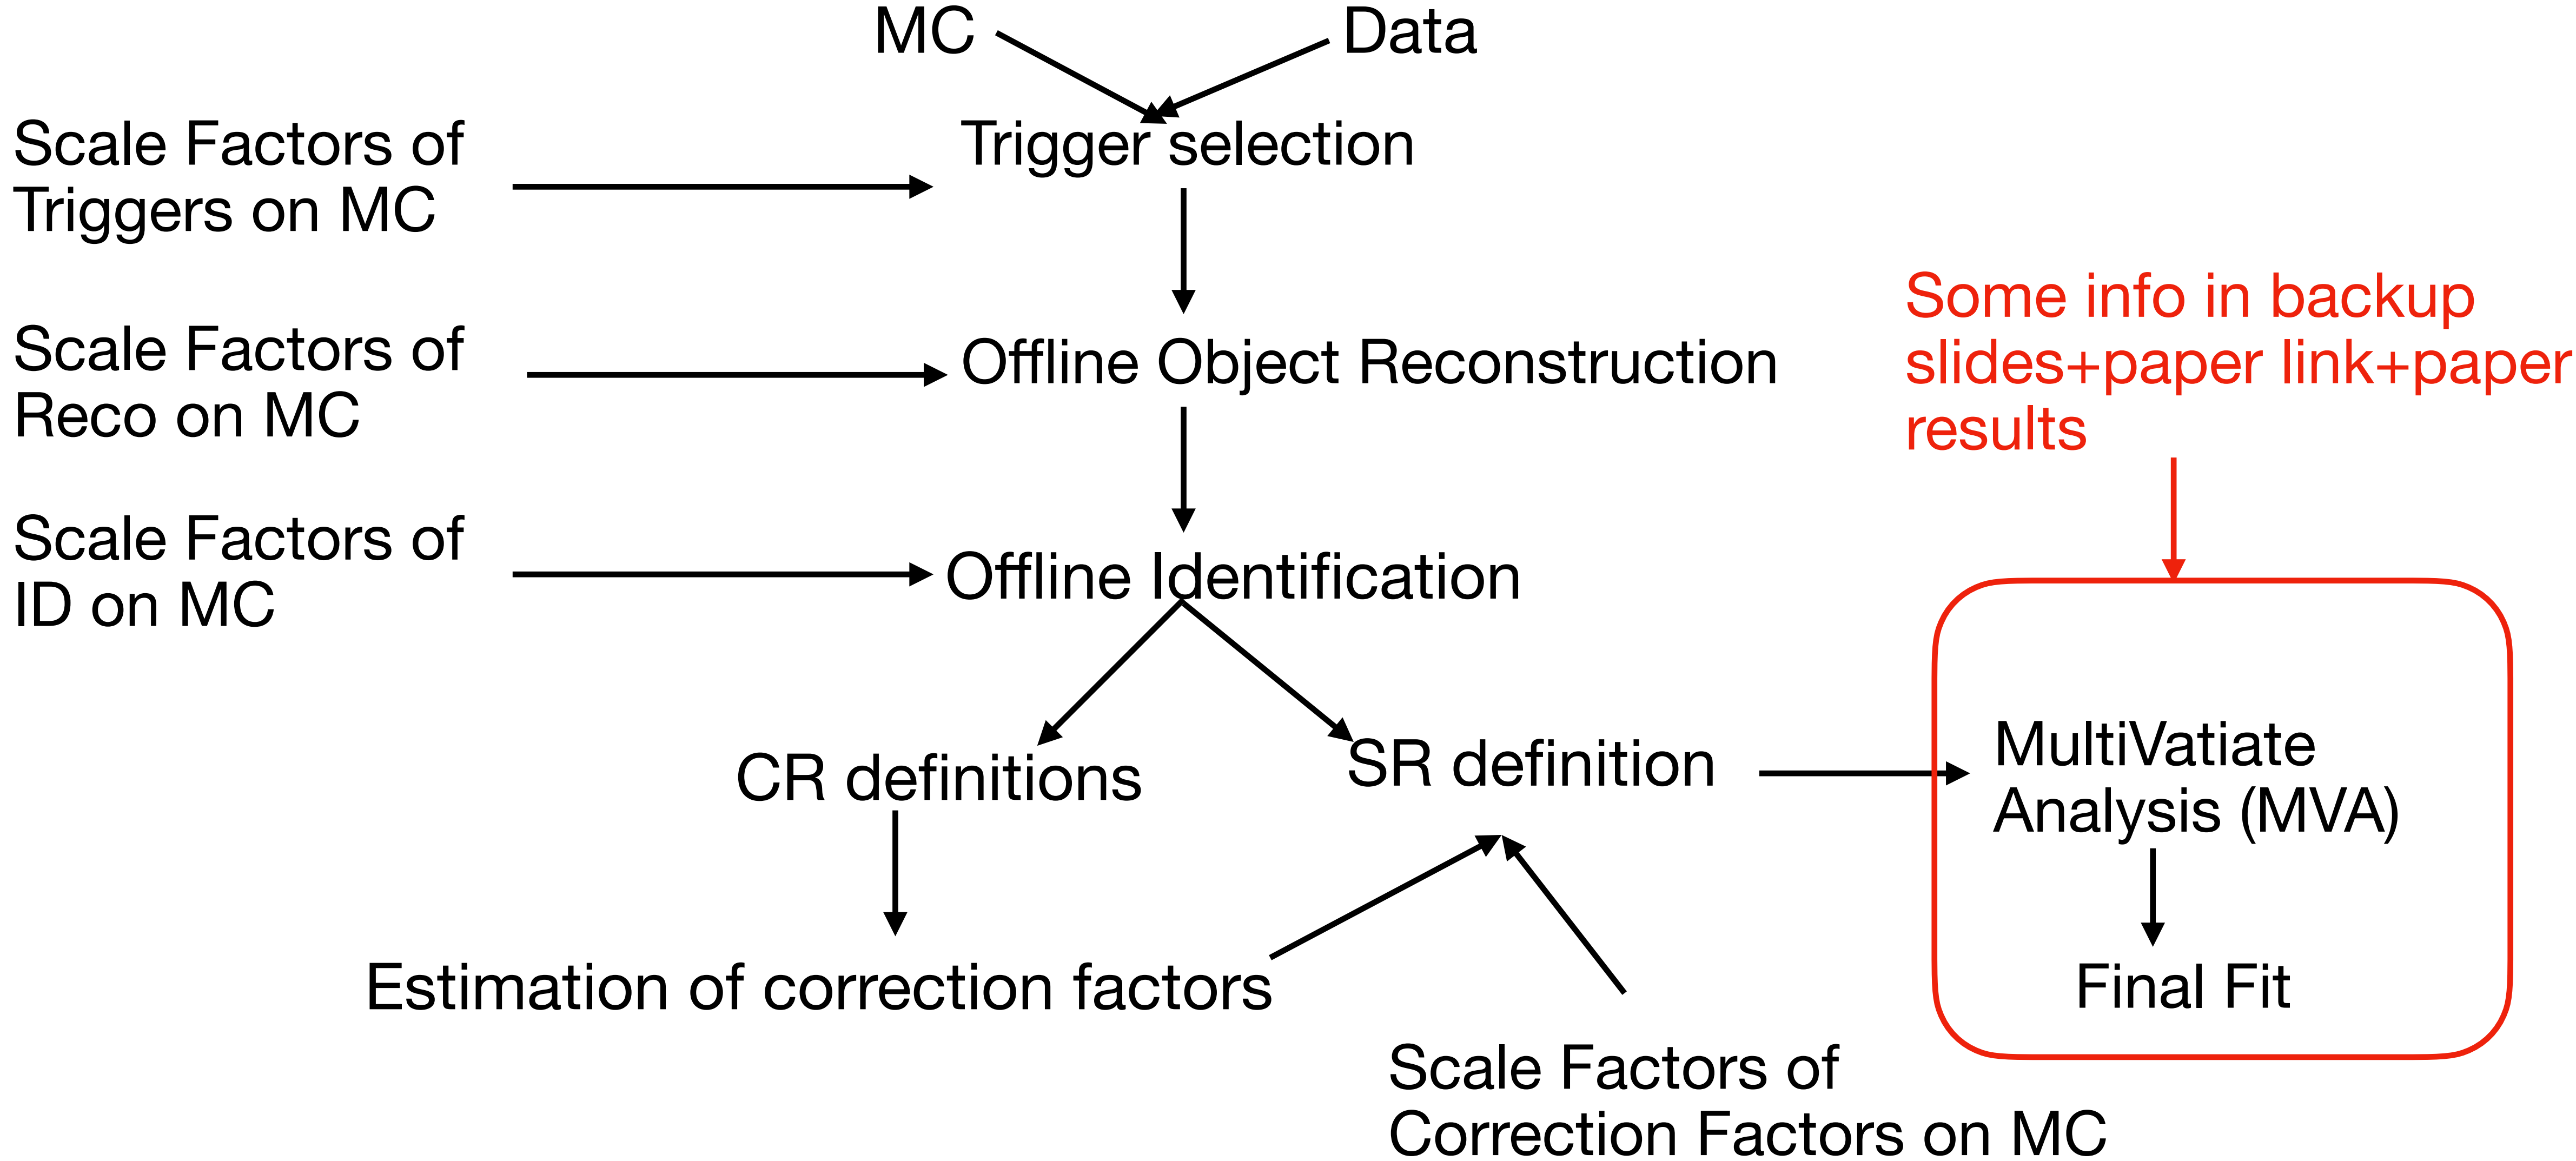 MC
Data
Scale Factors of
Triggers on MC
Trigger selection
Some info in backup
slides+paper link+paper
results
Scale Factors of
Reco on MC
Offline Object Reconstruction
Scale Factors of
ID on MC
Offline Identification
CR definitions
SR definition
MultiVatiate
Analysis (MVA)
Estimation of correction factors
Final Fit
Scale Factors of
Correction Factors on MC